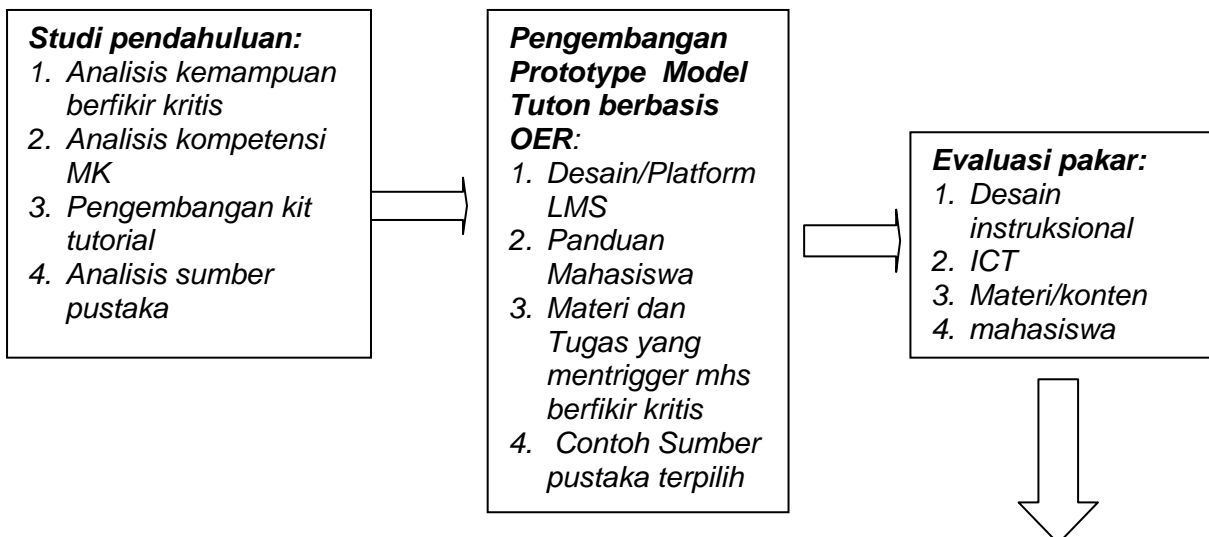 Studi pendahuluan:
1. Analisis kemampuan
berfikir kritis
2. Analisis kompetensi
MK
3. Pengembangan kit
tutorial
4. Analisis sumber
pustaka
Pengembangan
Prototype Model
Tuton berbasis
OER:
1. Desain/Platform
LMS
2. Panduan
Mahasiswa
3. Materi dan
Tugas yang
mentrigger mhs
berfikir kritis
4. Contoh Sumber
pustaka terpilih
Evaluasi pakar:
1. Desain
instruksional
2. ICT
3. Materi/konten
4. mahasiswa